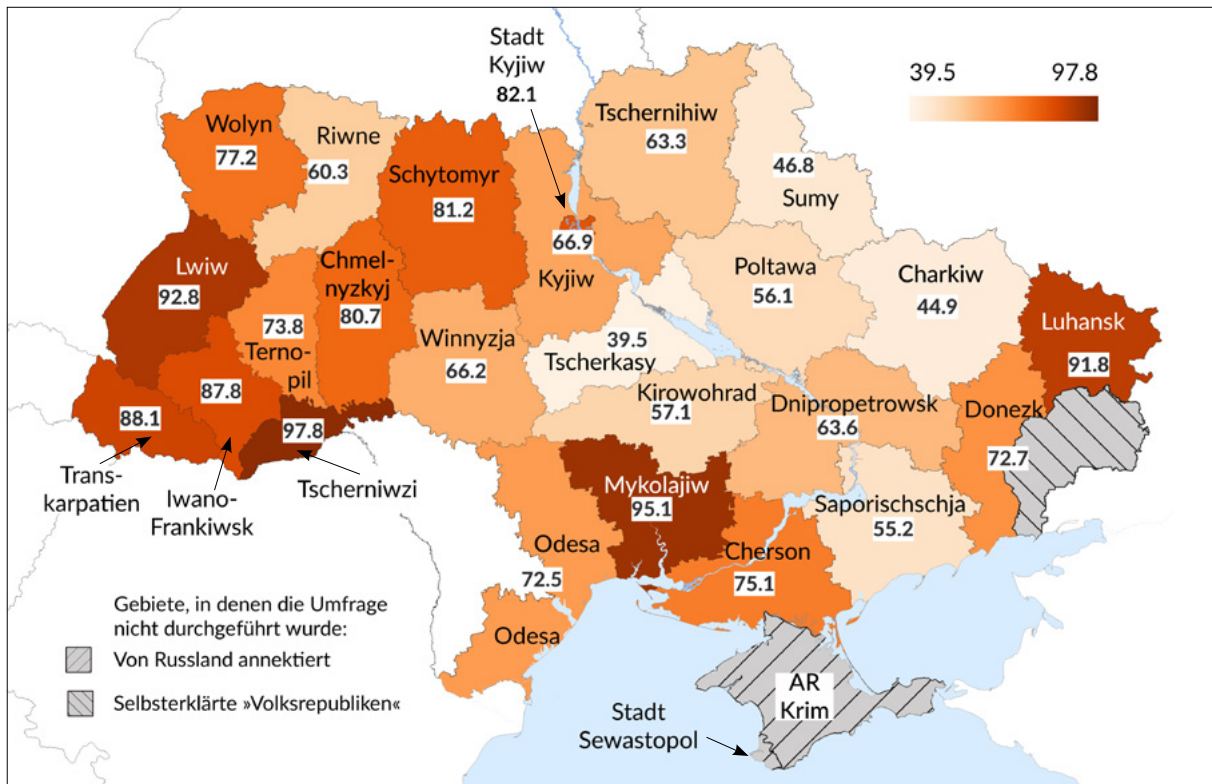 Stadt
Kyjiw
82.1
39.5
97.8
Wolyn
77.2
Riwne
60.3
Schytomyr
81.2
Tschernihiw
63.3
46.8
Sumy
66.9
Kyjiw
Lwiw
92.8
Chmel-
nyzkyj
80.7
73.8
Terno-
pil
Winnyzja
66.2
39.5
Tscherkasy
Poltawa
56.1
Charkiw
44.9
Luhansk
91.8
87.8
88.1
97.8
Trans-
karpatien
Iwano-
Frankiwsk
Tscherniwzi
Kirowohrad
57.1
Dnipropetrowsk
63.6
Donezk
72.7
Mykolajiw
95.1
Saporischschja
55.2
Odesa
72.5
Cherson
75.1
Odesa
Gebiete, in denen die Umfrage
nicht durchgeführt wurde:
Von Russland annektiert
Selbsterklärte »Volksrepubliken«
AR
Krim
Stadt
Sewastopol